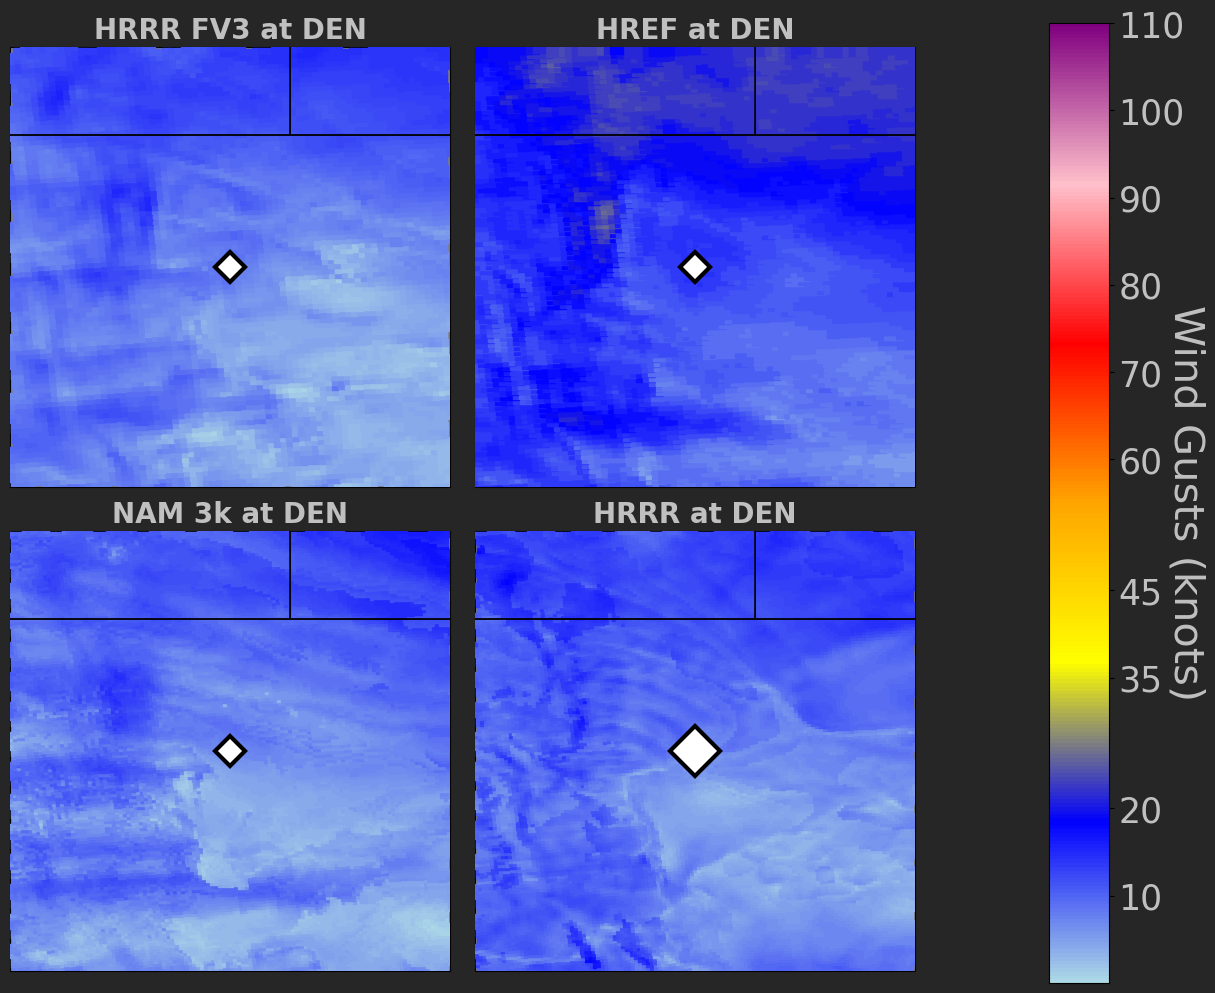 HRRR FV3 at DEN
HREF at DEN
NAM 3k at DEN
HRRR at DEN
110
100
90
80
70
60
45
35
20
10
Wind Gusts (knots)